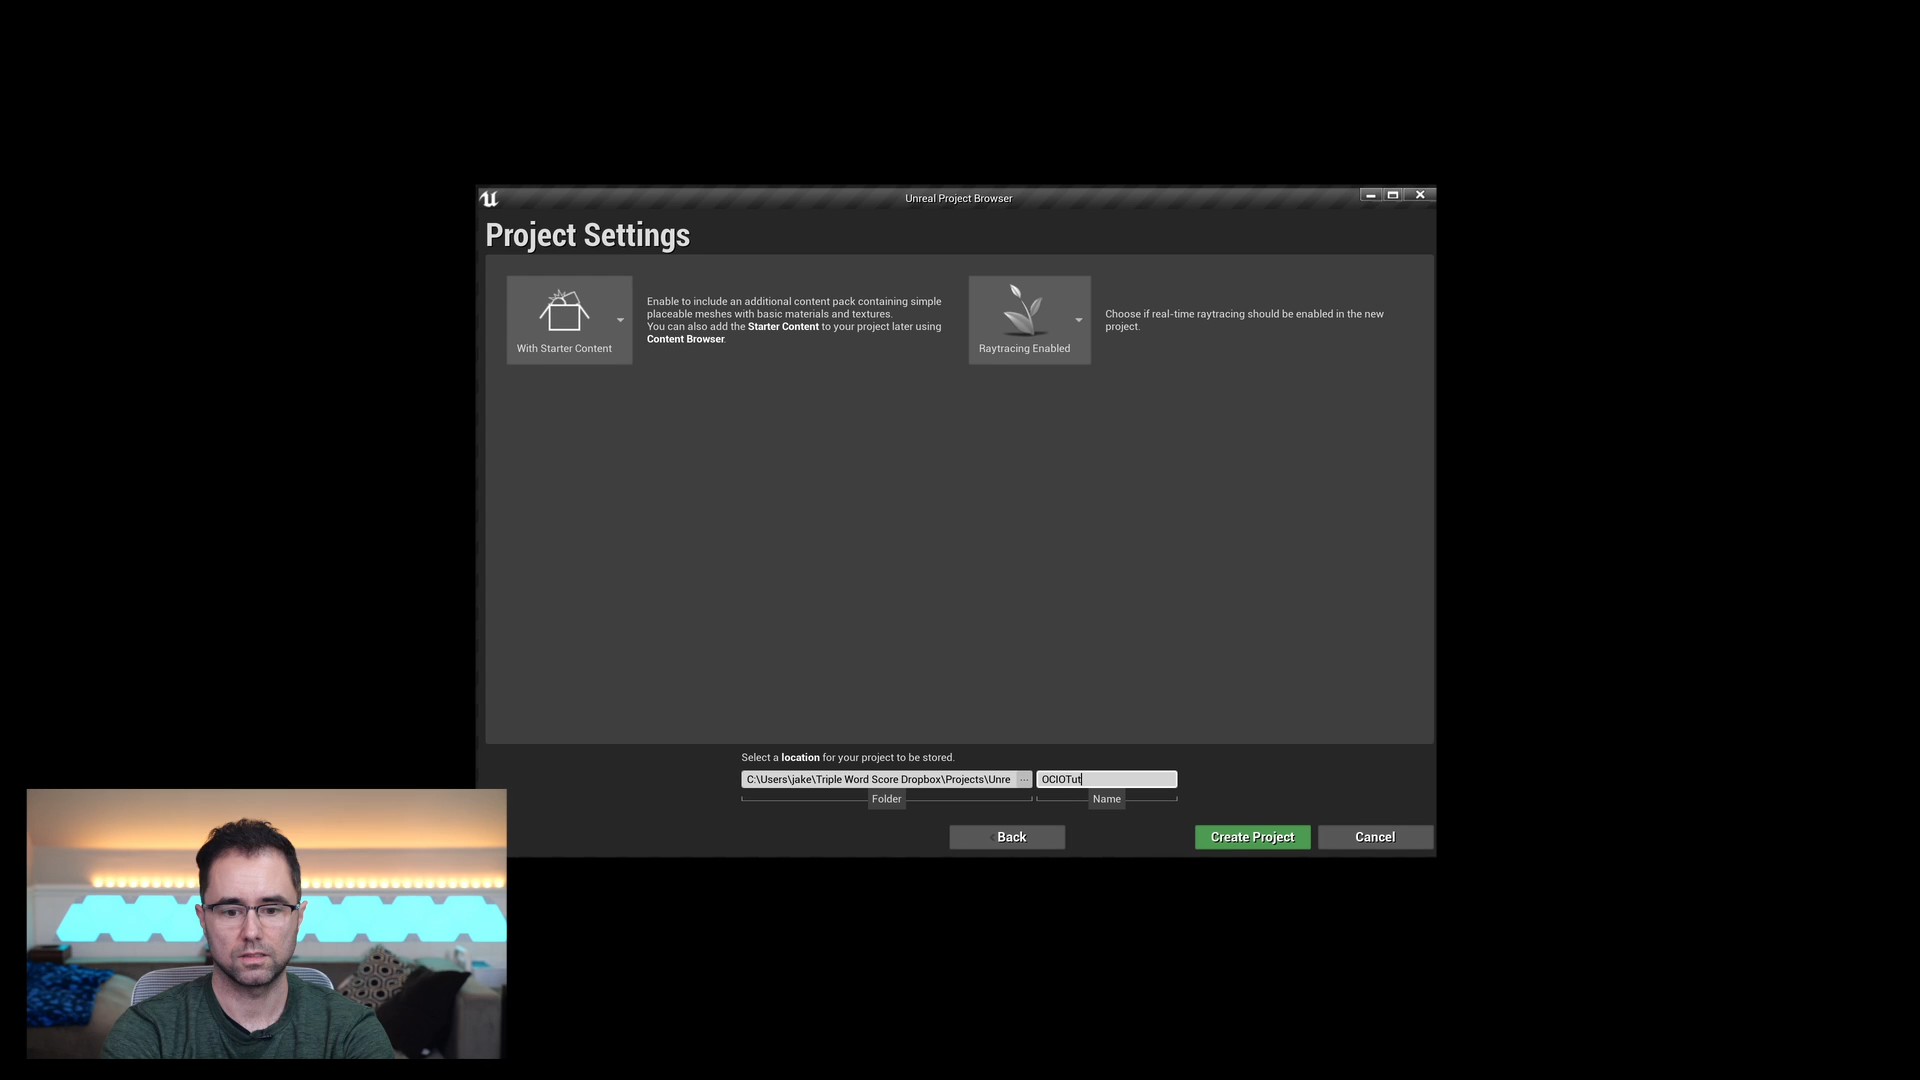 Unreal Project Browser
Project Settings
With Starter Content
Enable to include an additional content pack containing simple
placeable meshes with basic materials and textures.
You can also add the Starter Content to your project later using
Content Browser.
Raytracing Enabled
Choose if real-time raytracing should be enabled in the new
project.
Select a location for your project to be stored.
C:\Users\jake\Triple Word Score Dropbox\Projects\Unre
...
OCIOTut
Folder
Name
Back
Create Project
Cancel